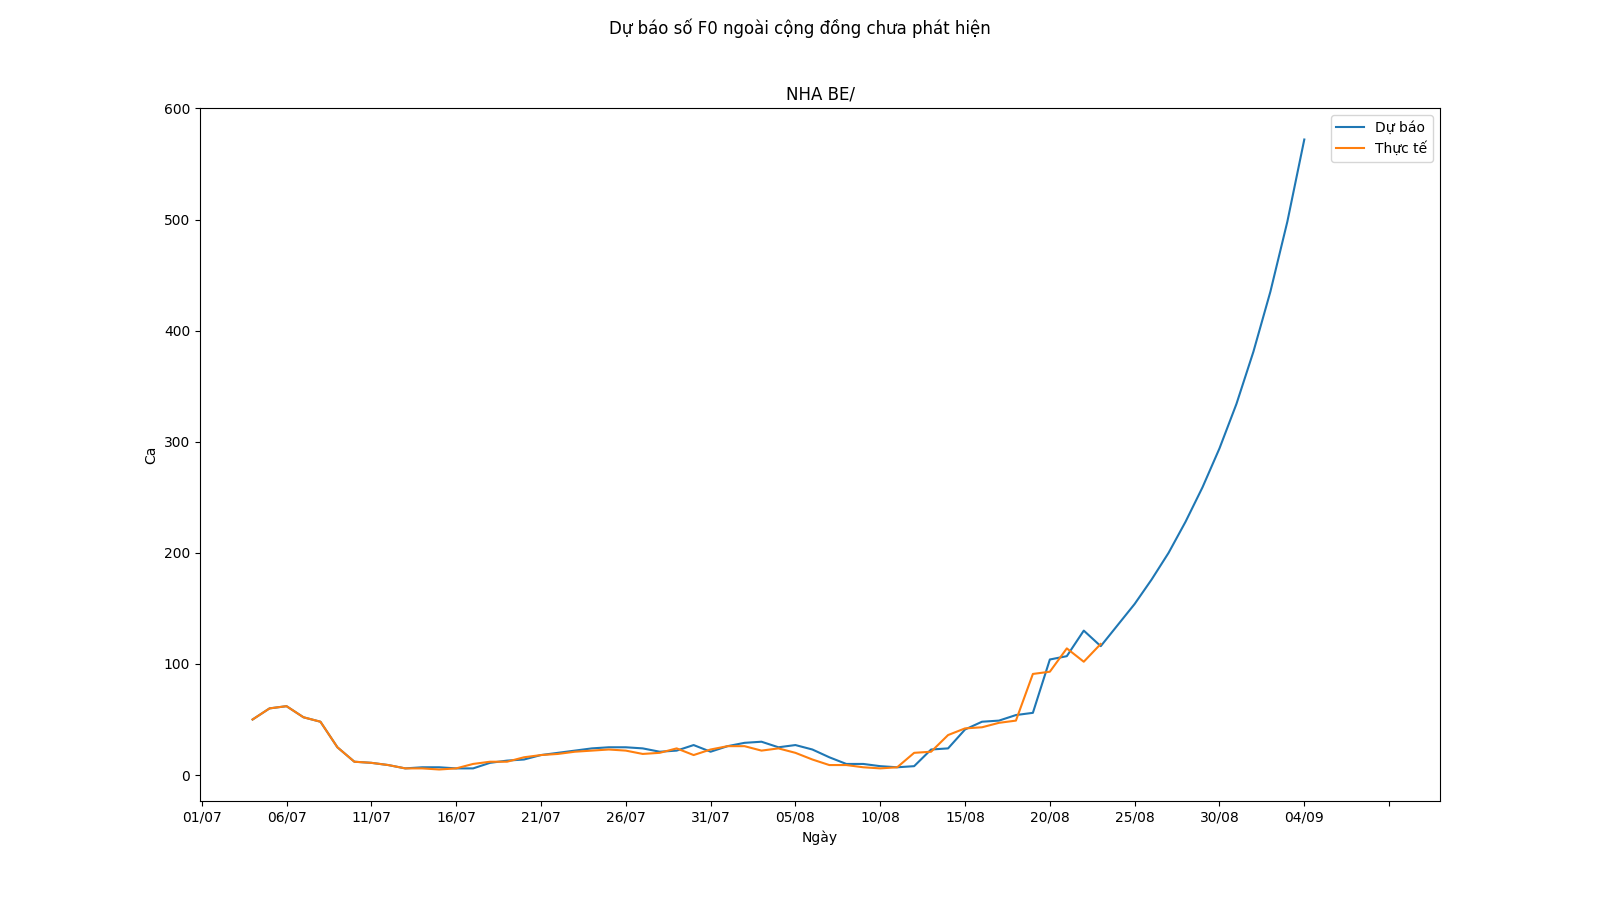 Dự báo số F0 ngoài cộng đồng chưa phát hiện
NHA BE/
600
500
400
300
200
100
0
Ca
Dự báo
Thực tế
01/07 06/07 11/07 16/07 21/07 26/07 31/07 05/08 10/08 15/08 20/08 25/08 30/08 04/09
Ngày